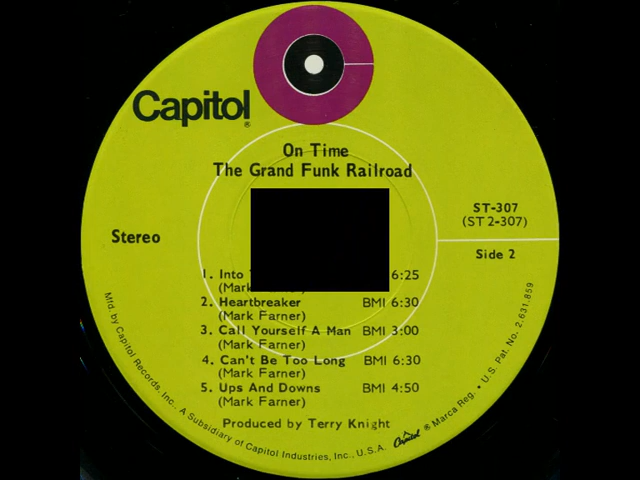 Capitol®
On Time
The Grand Funk Railroad
ST-307
(ST 2-307)
Stereo
Side 2
1. Into 6:25
(Mark Farner)
2. Heartbreaker BMI 6:30
(Mark Farner)
3. Call Yourself A Man BMI 3:00
(Mark Farner)
4. Can't Be Too Long BMI 6:30
(Mark Farner)
5. Ups And Downs BMI 4:50
(Mark Farner)
Produced by Terry Knight
Mfd. by Capitol Records, Inc., A Subsidiary of Capitol Industries, Inc., U.S.A. Capitol ® Marca Reg. • U.S. Pat. No. 2,631,859